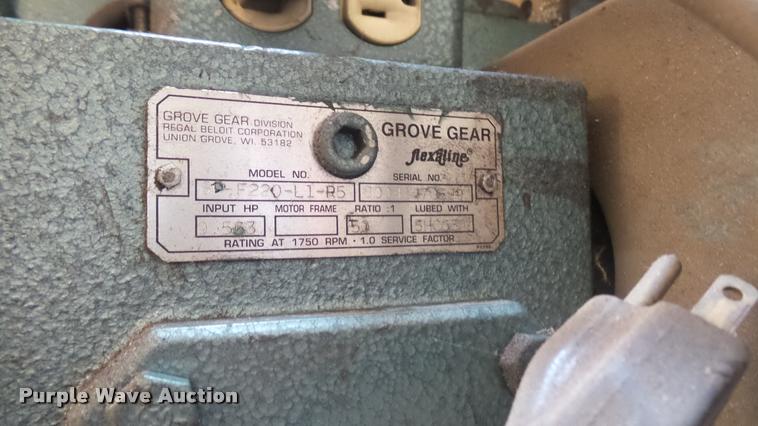 GROVE GEAR DIVISION
REGAL BELOIT CORPORATION
UNION GROVE, WI. 53182
GROVE GEAR
flexaline®
MODEL NO.
SERIAL NO.
F220-L1-R5
INPUT HP
MOTOR FRAME
RATIO :1
LUBED WITH
RATING AT 1750 RPM · 1.0 SERVICE FACTOR
Purple Wave Auction